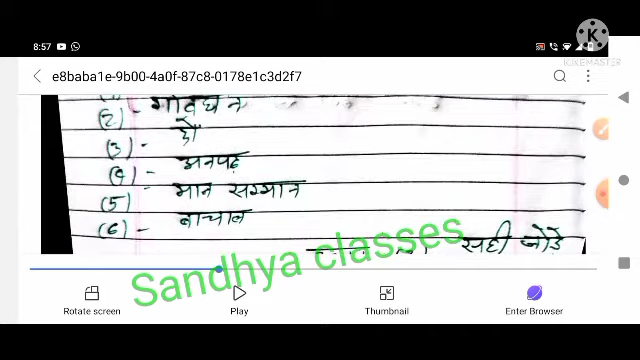 8:57
KINEMASTER
e8baba1e-9b00-4a0f-87c8-0178e1c3d2f7
(2) - गोवर्धन
(3) - दो
(4) - अनपढ़
(5) - मान सम्मान
(6) - वाचाल
सही जोड़े
Sandhya classes
Rotate screen
Play
Thumbnail
Enter Browser